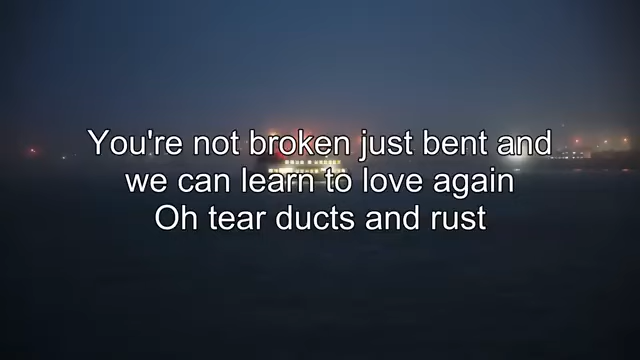 You're not broken just bent and
we can learn to love again
Oh tear ducts and rust